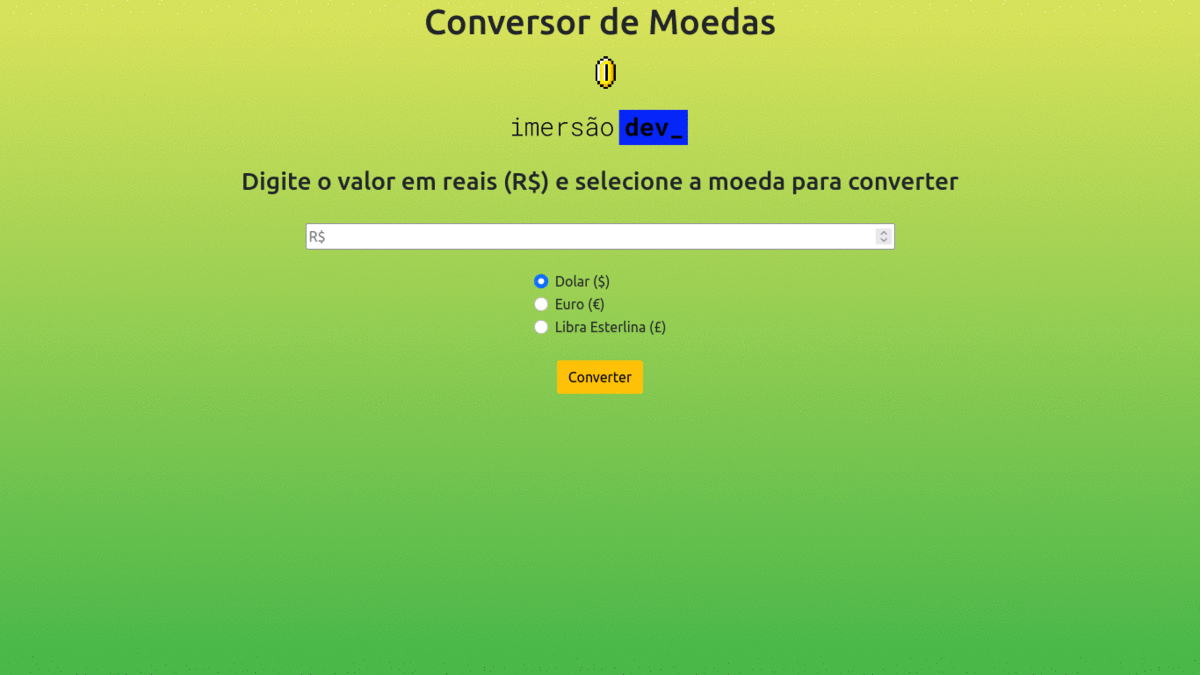 Conversor de Moedas
imersão dev_
Digite o valor em reais (R$) e selecione a moeda para converter
R$
Dolar ($)
Euro (€)
Libra Esterlina (£)
Converter